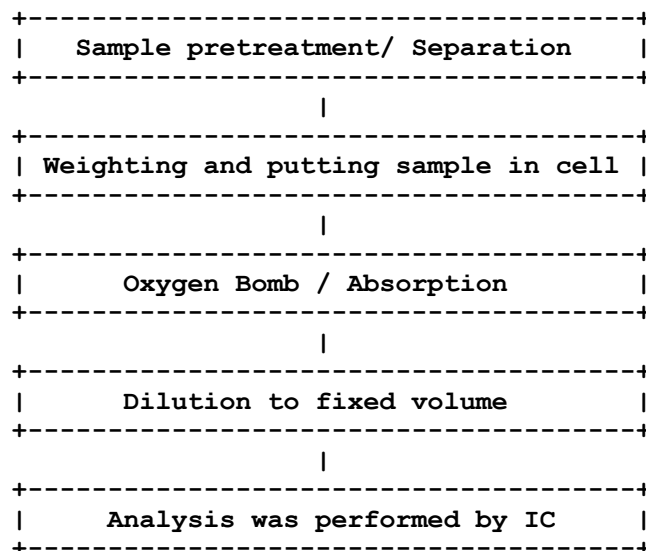 Sample pretreatment/ Separation
Weighting and putting sample in cell
Oxygen Bomb / Absorption
Dilution to fixed volume
Analysis was performed by IC